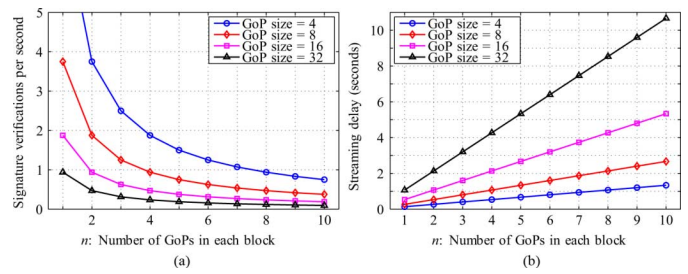 5
4
3
2
1
0
Signature verifications per second
GoP size = 4
GoP size = 8
GoP size = 16
GoP size = 32
2
4
6
8
10
n: Number of GoPs in each block
(a)
10
8
6
4
2
0
Streaming delay (seconds)
GoP size = 4
GoP size = 8
GoP size = 16
GoP size = 32
1
2
3
4
5
6
7
8
9
10
n: Number of GoPs in each block
(b)